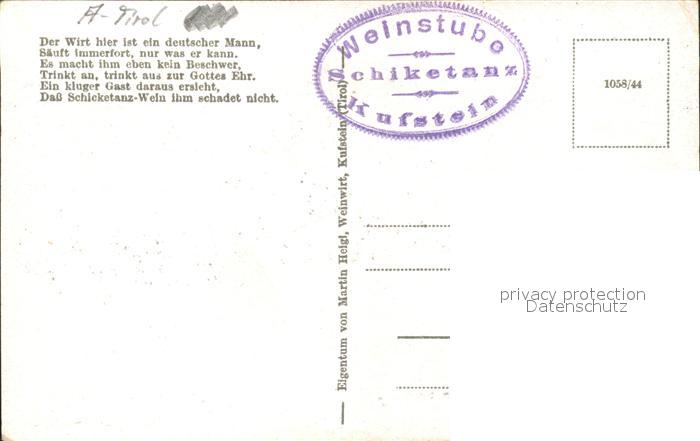 A-Tirol
Der Wirt hier ist ein deutscher Mann,
Säuft immerfort, nur was er kann.
Es macht ihm eben kein Beschwer,
Trinkt an, trinkt aus zur Gottes Ehr.
Ein kluger Gast daraus ersieht,
Daß Schicketanz-Wein ihm schadet nicht.
Weinstube
Schiketanz
Kufstein
1058/44
Eigentum von Martin Heigl, Weinwirt, Kufstein (Tirol)
privacy protection
Datenschutz